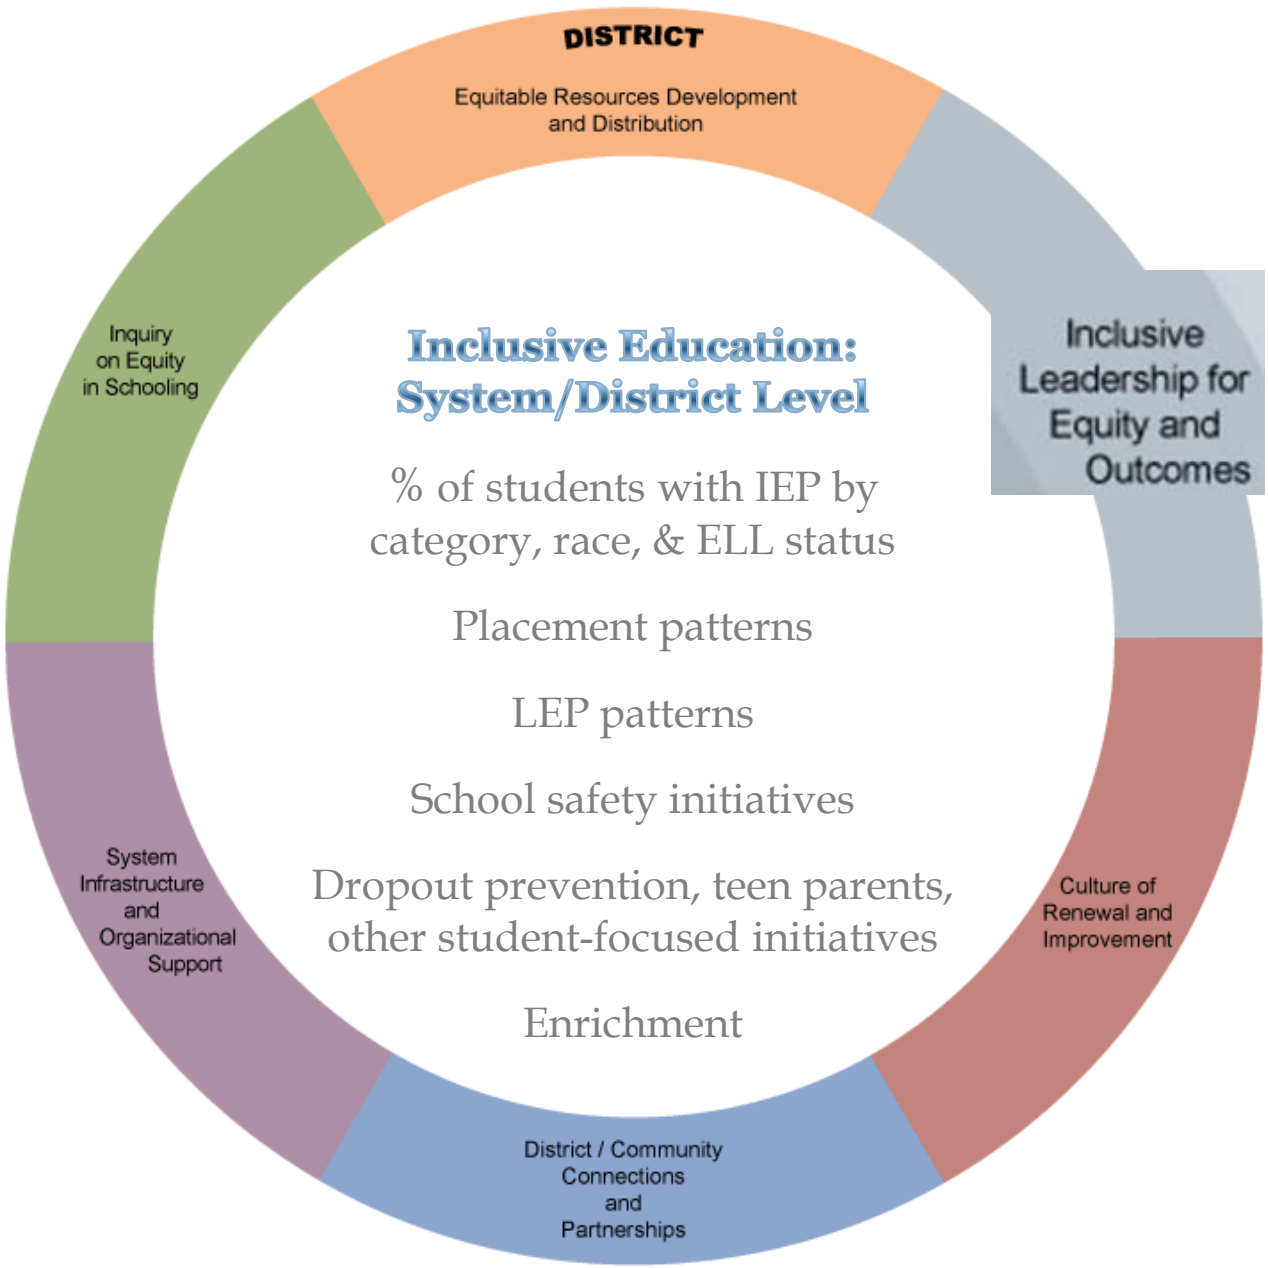 DISTRICT
Equitable Resources Development
and Distribution
Inclusive
Leadership for
Equity and
Outcomes
Culture of
Renewal and
Improvement
District / Community
Connections
and
Partnerships
System
Infrastructure
and
Organizational
Support
Inquiry
on Equity
in Schooling
Inclusive Education:
System/District Level
% of students with IEP by
category, race, & ELL status
Placement patterns
LEP patterns
School safety initiatives
Dropout prevention, teen parents,
other student-focused initiatives
Enrichment